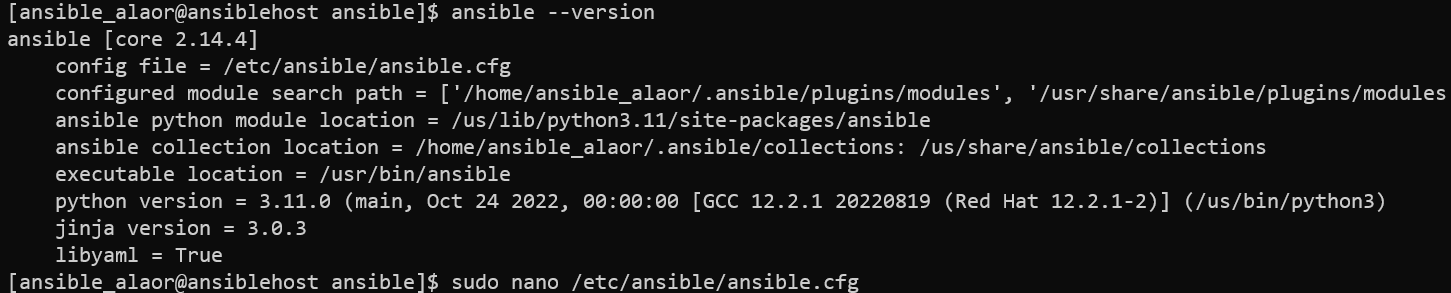 [ansible_alaor@ansiblehost ansible]$ ansible --version
ansible [core 2.14.4]
config file = /etc/ansible/ansible.cfg
configured module search path = ['/home/ansible_alaor/.ansible/plugins/modules', '/usr/share/ansible/plugins/modules
ansible python module location = /us/lib/python3.11/site-packages/ansible
ansible collection location = /home/ansible_alaor/.ansible/collections: /us/share/ansible/collections
executable location = /usr/bin/ansible
python version = 3.11.0 (main, Oct 24 2022, 00:00:00 [GCC 12.2.1 20220819 (Red Hat 12.2.1-2)] (/us/bin/python3)
jinja version = 3.0.3
libyaml = True
[ansible_alaor@ansiblehost ansible]$ sudo nano /etc/ansible/ansible.cfg